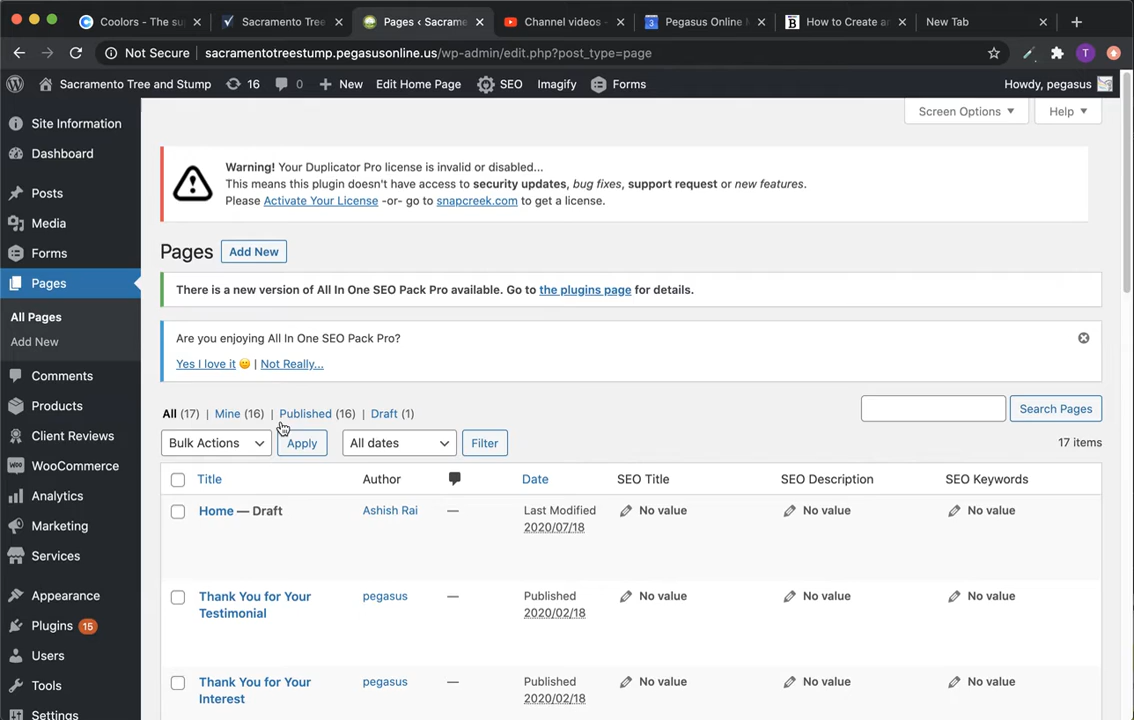 Coolors - The su
Sacramento Tree
Pages ‹ Sacrame
Channel videos -
Pegasus Online M
How to Create a
New Tab
Not Secure
sacramentotreestump.pegasusonline.us/wp-admin/edit.php?post_type=page
T
Sacramento Tree and Stump
16
0
New
Edit Home Page
SEO
Imagify
Forms
Howdy, pegasus
Site Information
Dashboard
Posts
Media
Forms
Pages
All Pages
Add New
Comments
Products
Client Reviews
WooCommerce
Analytics
Marketing
Services
Appearance
Plugins 15
Users
Tools
Settings
Screen Options
Help
Warning! Your Duplicator Pro license is invalid or disabled...
This means this plugin doesn't have access to security updates, bug fixes, support request or new features.
Please Activate Your License -or- go to snapcreek.com to get a license.
Pages
Add New
There is a new version of All In One SEO Pack Pro available. Go to the plugins page for details.
Are you enjoying All In One SEO Pack Pro?
Yes I love it 😀 | Not Really...
All (17) | Mine (16) | Published (16) | Draft (1)
Search Pages
Bulk Actions
Apply
All dates
Filter
17 items
Title
Author
Date
SEO Title
SEO Description
SEO Keywords
Home — Draft
Ashish Rai
—
Last Modified
2020/07/18
No value
No value
No value
Thank You for Your
Testimonial
pegasus
—
Published
2020/02/18
No value
No value
No value
Thank You for Your
Interest
pegasus
—
Published
2020/02/18
No value
No value
No value